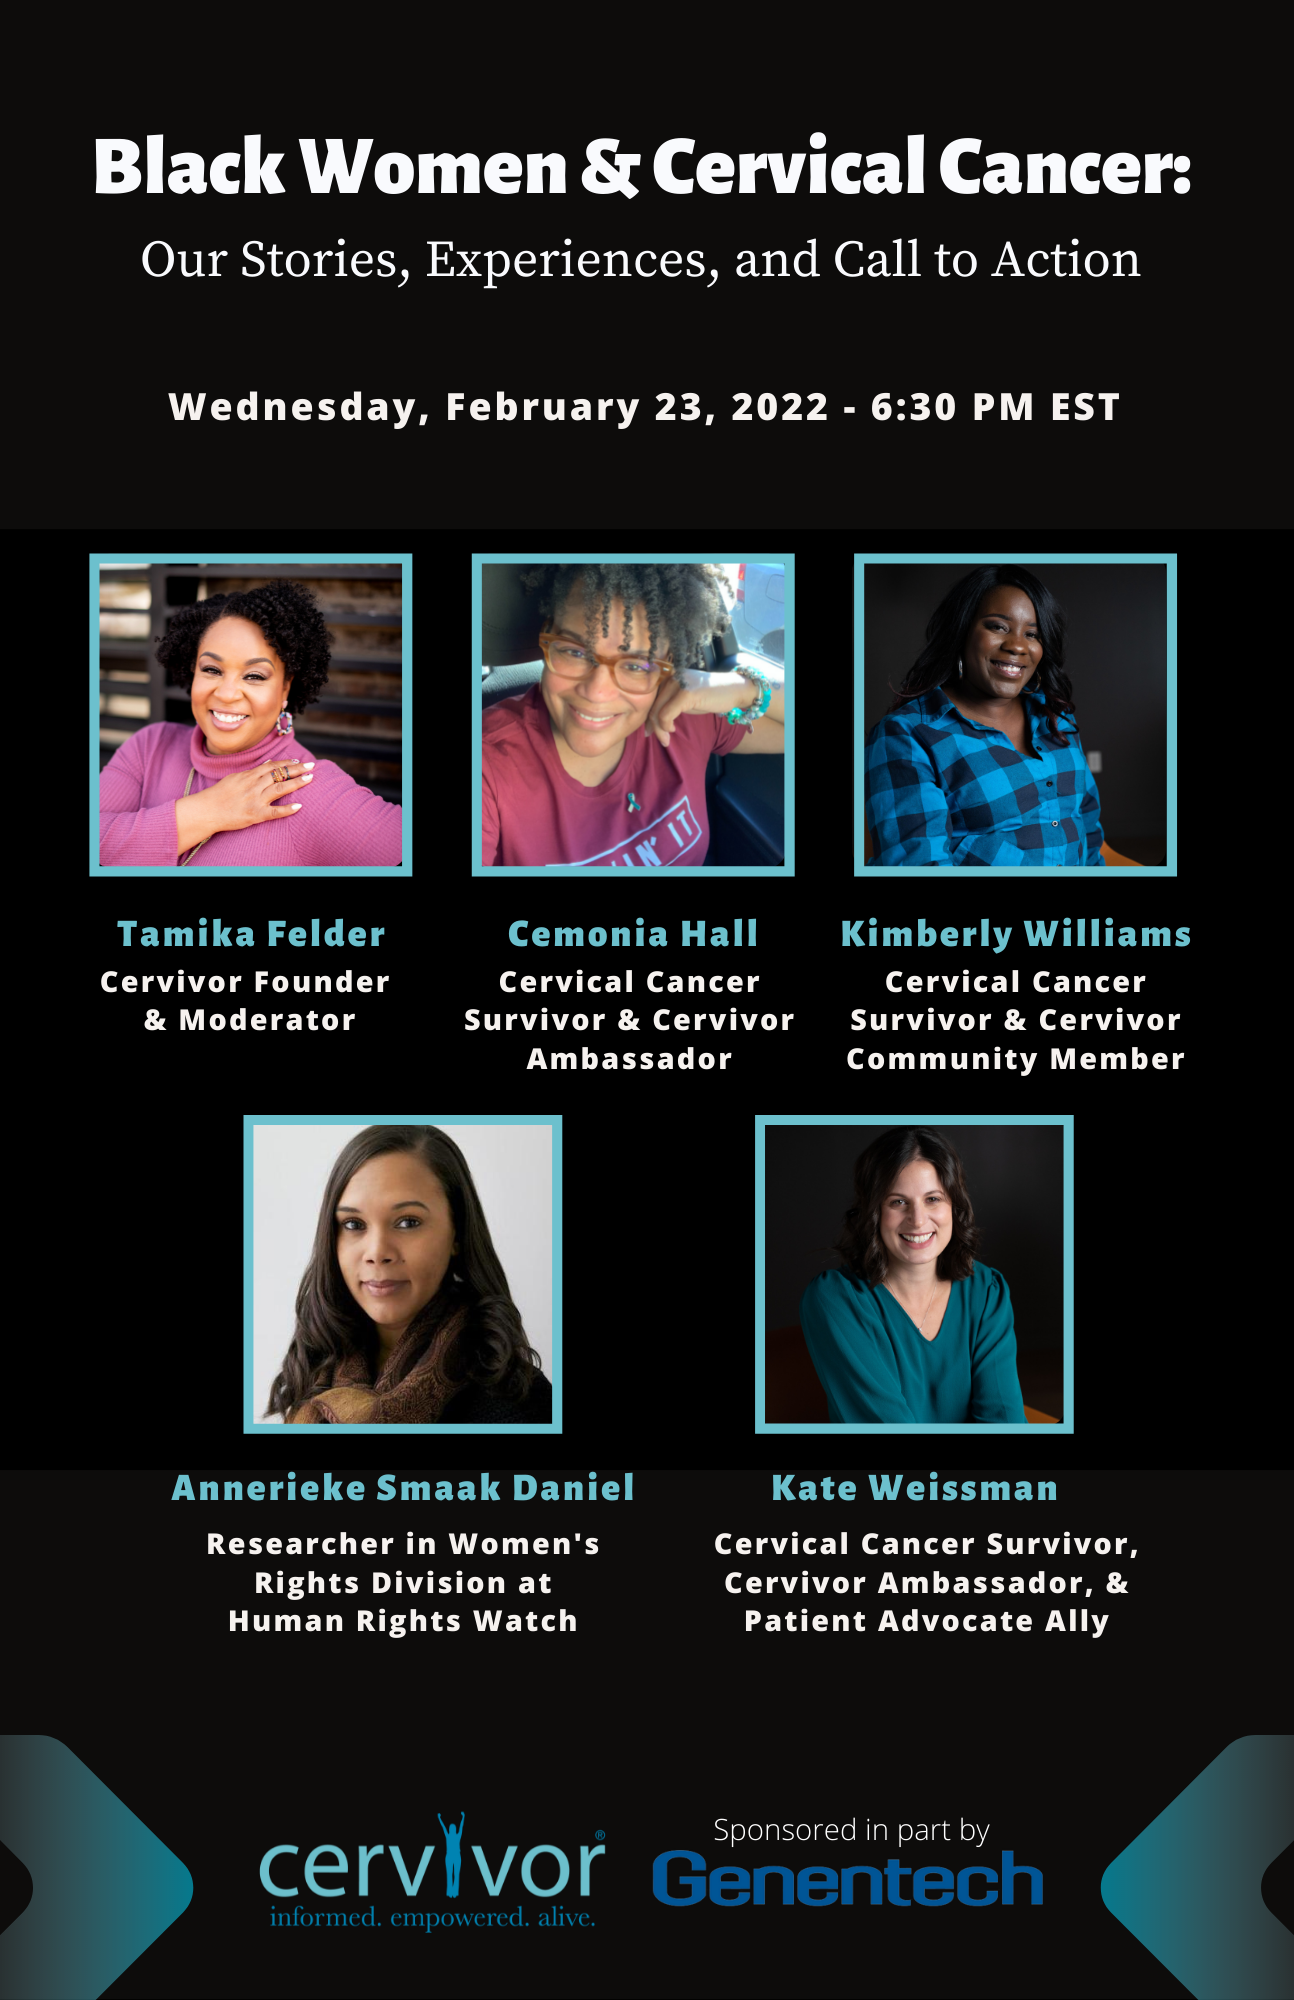 Black Women & Cervical Cancer:
Our Stories, Experiences, and Call to Action
Wednesday, February 23, 2022 - 6:30 PM EST
IT
Tamika Felder
Cervivor Founder
& Moderator
Cemonia Hall
Cervical Cancer
Survivor & Cervivor
Ambassador
Kimberly Williams
Cervical Cancer
Survivor & Cervivor
Community Member
Annerieke Smaak Daniel
Researcher in Women's
Rights Division at
Human Rights Watch
Kate Weissman
Cervical Cancer Survivor,
Cervivor Ambassador, &
Patient Advocate Ally
cervivor®
informed. empowered. alive.
Sponsored in part by
Genentech